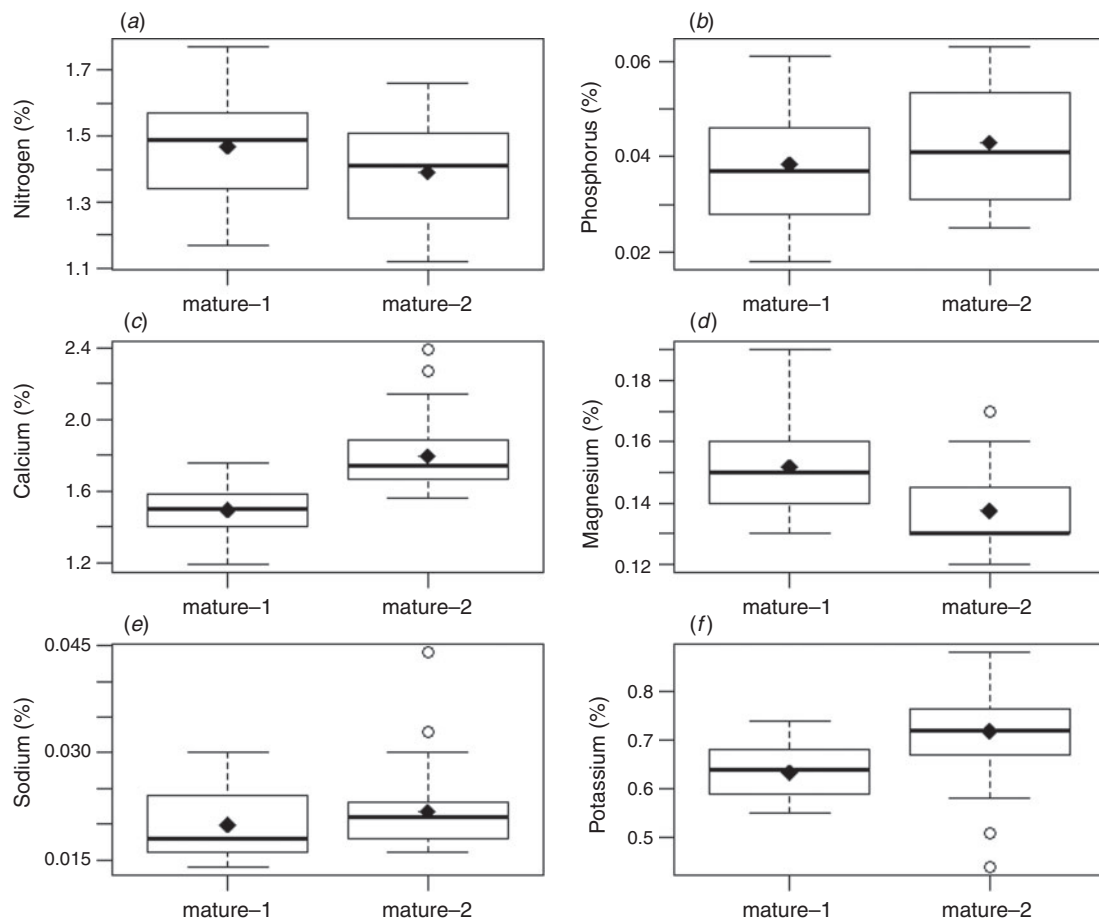 (a)
Nitrogen (%)
1.7
1.5
1.3
1.1
mature–1
mature–2
(b)
Phosphorus (%)
0.06
0.04
0.02
mature–1
mature–2
(c)
Calcium (%)
2.4
2.0
1.6
1.2
mature–1
mature–2
(d)
Magnesium (%)
0.18
0.16
0.14
0.12
mature–1
mature–2
(e)
Sodium (%)
0.045
0.030
0.015
mature–1
mature–2
(f)
Potassium (%)
0.8
0.7
0.6
0.5
mature–1
mature–2